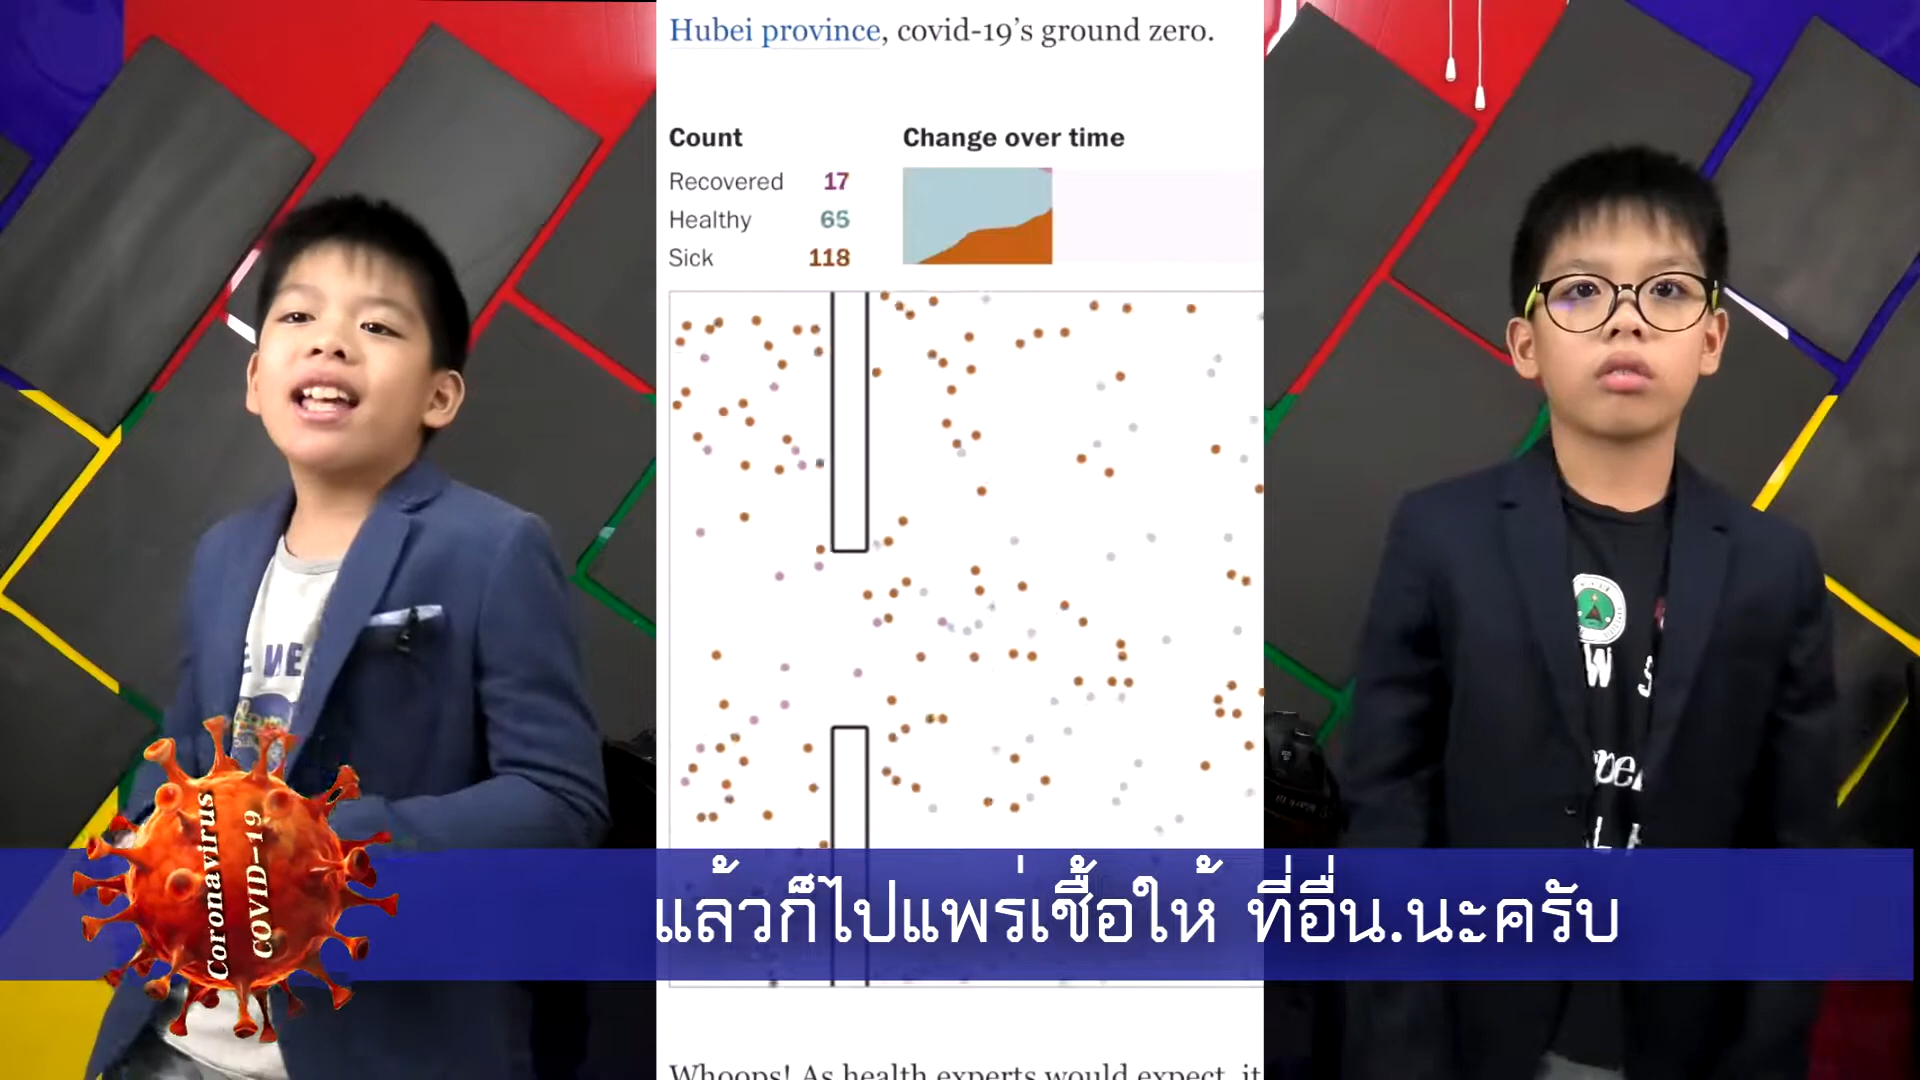 Hubei province, covid-19’s ground zero.
Count
Change over time
Recovered 17
Healthy 65
Sick 118
Coronavirus
COVID-19
แล้วก็ไปแพร่เชื้อให้ ที่อื่น.นะครับ
Whoops! As health experts would expect, it